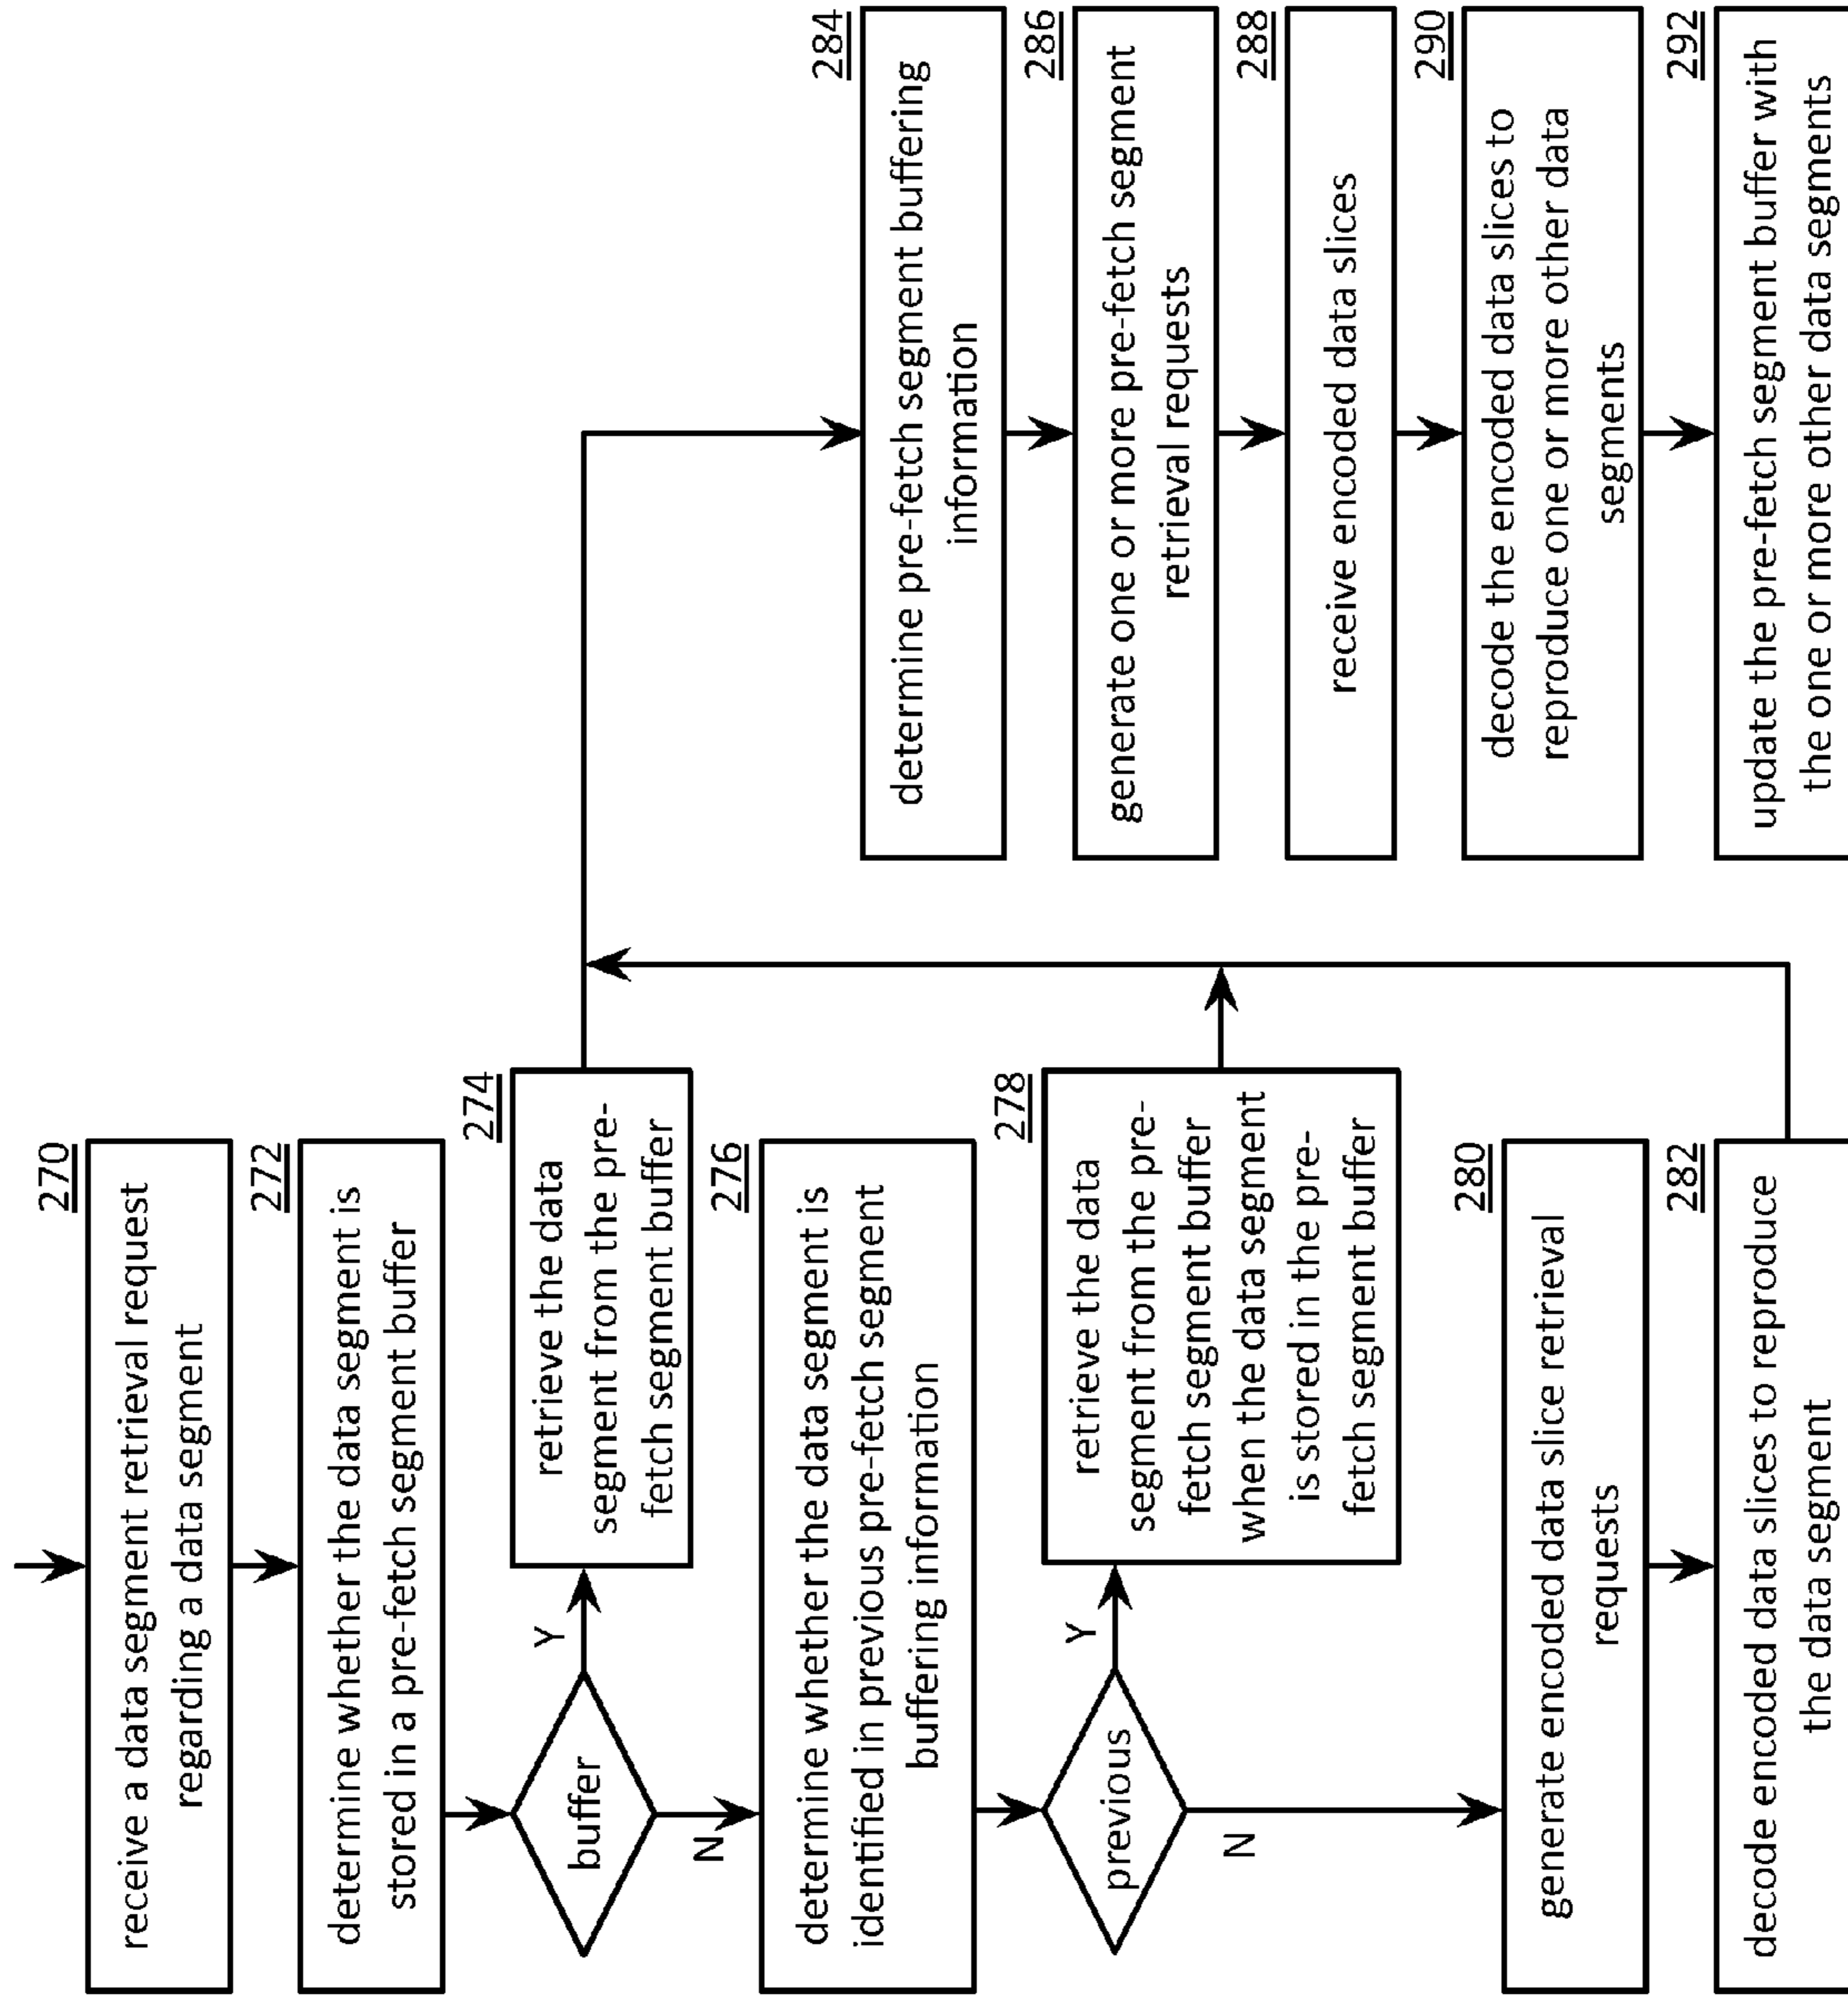 270
receive a data segment retrieval request
regarding a data segment
272
determine whether the data segment is
stored in a pre-fetch segment buffer
buffer
Y
N
274
retrieve the data
segment from the pre-
fetch segment buffer
276
determine whether the data segment is
identified in previous pre-fetch segment
buffering information
previous
Y
N
278
retrieve the data
segment from the pre-
fetch segment buffer
when the data segment
is stored in the pre-
fetch segment buffer
280
generate encoded data slice retrieval
requests
282
decode encoded data slices to reproduce
the data segment
284
determine pre-fetch segment buffering
information
286
generate one or more pre-fetch segment
retrieval requests
288
receive encoded data slices
290
decode the encoded data slices to
reproduce one or more other data
segments
292
update the pre-fetch segment buffer with
the one or more other data segments